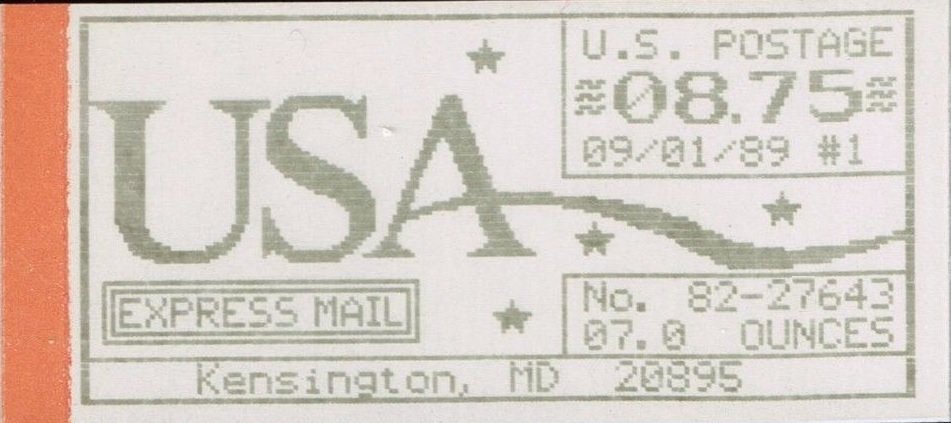 USA
U.S. POSTAGE
08.75
09/01/89 #1
EXPRESS MAIL
No. 82-27643
07.0 OUNCES
Kensington, MD 20895